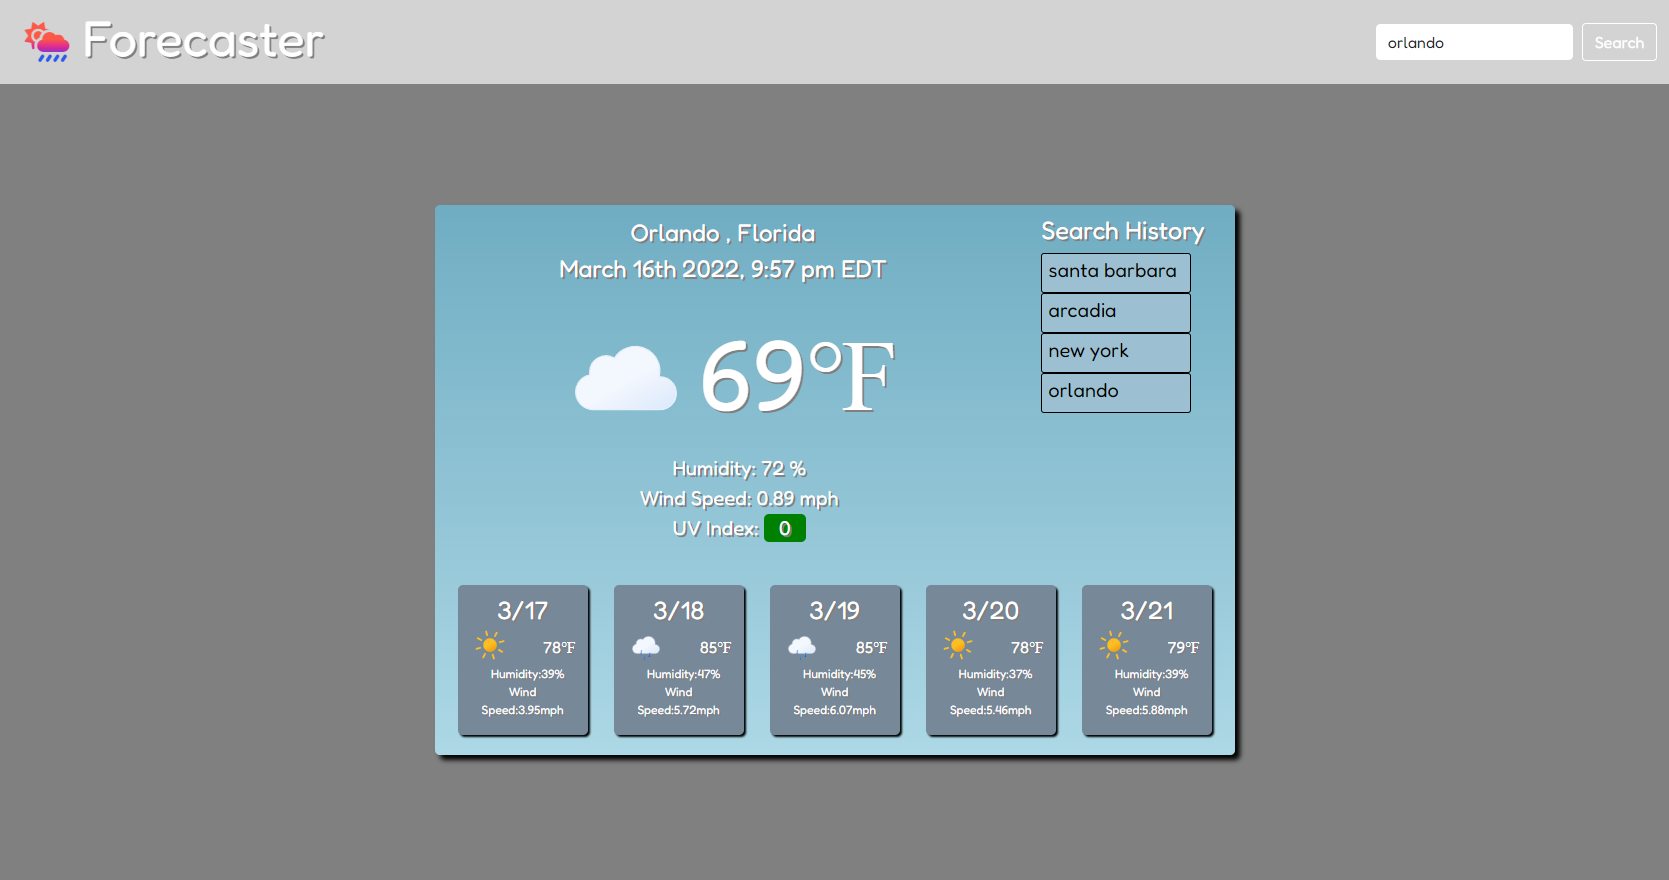 Forecaster
orlando
Search
Orlando , Florida
March 16th 2022, 9:57 pm EDT
69°F
Humidity: 72 %
Wind Speed: 0.89 mph
UV Index: 0
Search History
santa barbara
arcadia
new york
orlando
3/17
78°F
Humidity:39%
Wind
Speed:3.95mph
3/18
85°F
Humidity:47%
Wind
Speed:5.72mph
3/19
85°F
Humidity:45%
Wind
Speed:6.07mph
3/20
78°F
Humidity:37%
Wind
Speed:5.46mph
3/21
79°F
Humidity:39%
Wind
Speed:5.88mph